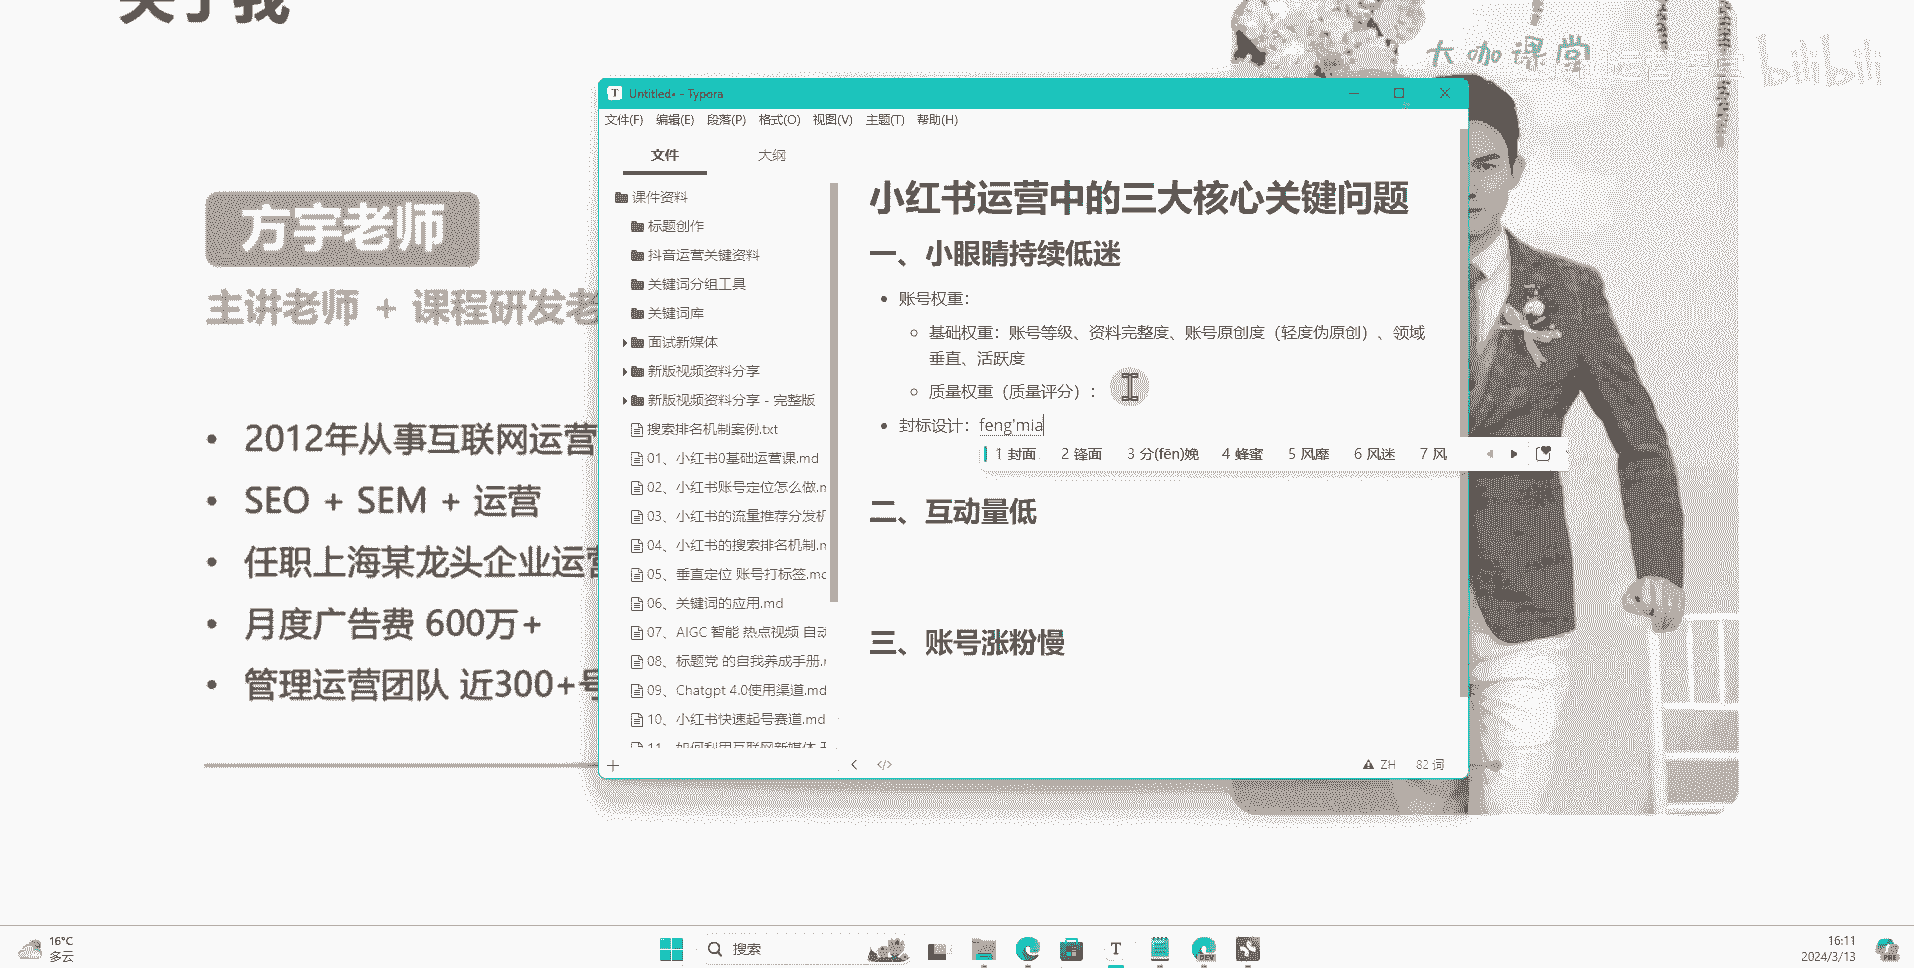 关于我
大咖课堂
bilibili
方宇老师
主讲老师 + 课程研发老
2012年从事互联网运营
SEO + SEM + 运营
任职上海某龙头企业运营
月度广告费 600万+
管理运营团队 近300+号
Untitled• - Typora
文件(F) 编辑(E) 段落(P) 格式(O) 视图(V) 主题(T) 帮助(H)
文件 大纲
课件资料
标题创作
抖音运营关键资料
关键词分组工具
关键词库
面试新媒体
新版视频资料分享
新版视频资料分享 - 完整版
搜索排名机制案例.txt
01、小红书0基础运营课.md
02、小红书账号定位怎么做.m
03、小红书的流量推荐分发机
04、小红书的搜索排名机制.m
05、垂直定位 账号打标签.md
06、关键词的应用.md
07、AIGC 智能 热点视频 自动
08、标题党 的自我养成手册.r
09、Chatgpt 4.0使用渠道.md
10、小红书快速起号赛道.md
11、如何利用互联网新媒体
小红书运营中的三大核心关键问题
一、小眼睛持续低迷
账号权重：
基础权重：账号等级、资料完整度、账号原创度（轻度伪原创）、领域
垂直、活跃度
质量权重（质量评分）：
封标设计：feng'mia
1 封面 2 锋面 3 分(fēn)娩 4 蜂蜜 5 风靡 6 风迷 7 风
二、互动量低
三、账号涨粉慢
ZH 82 词
16°C
多云
搜索
16:11
2024/3/13